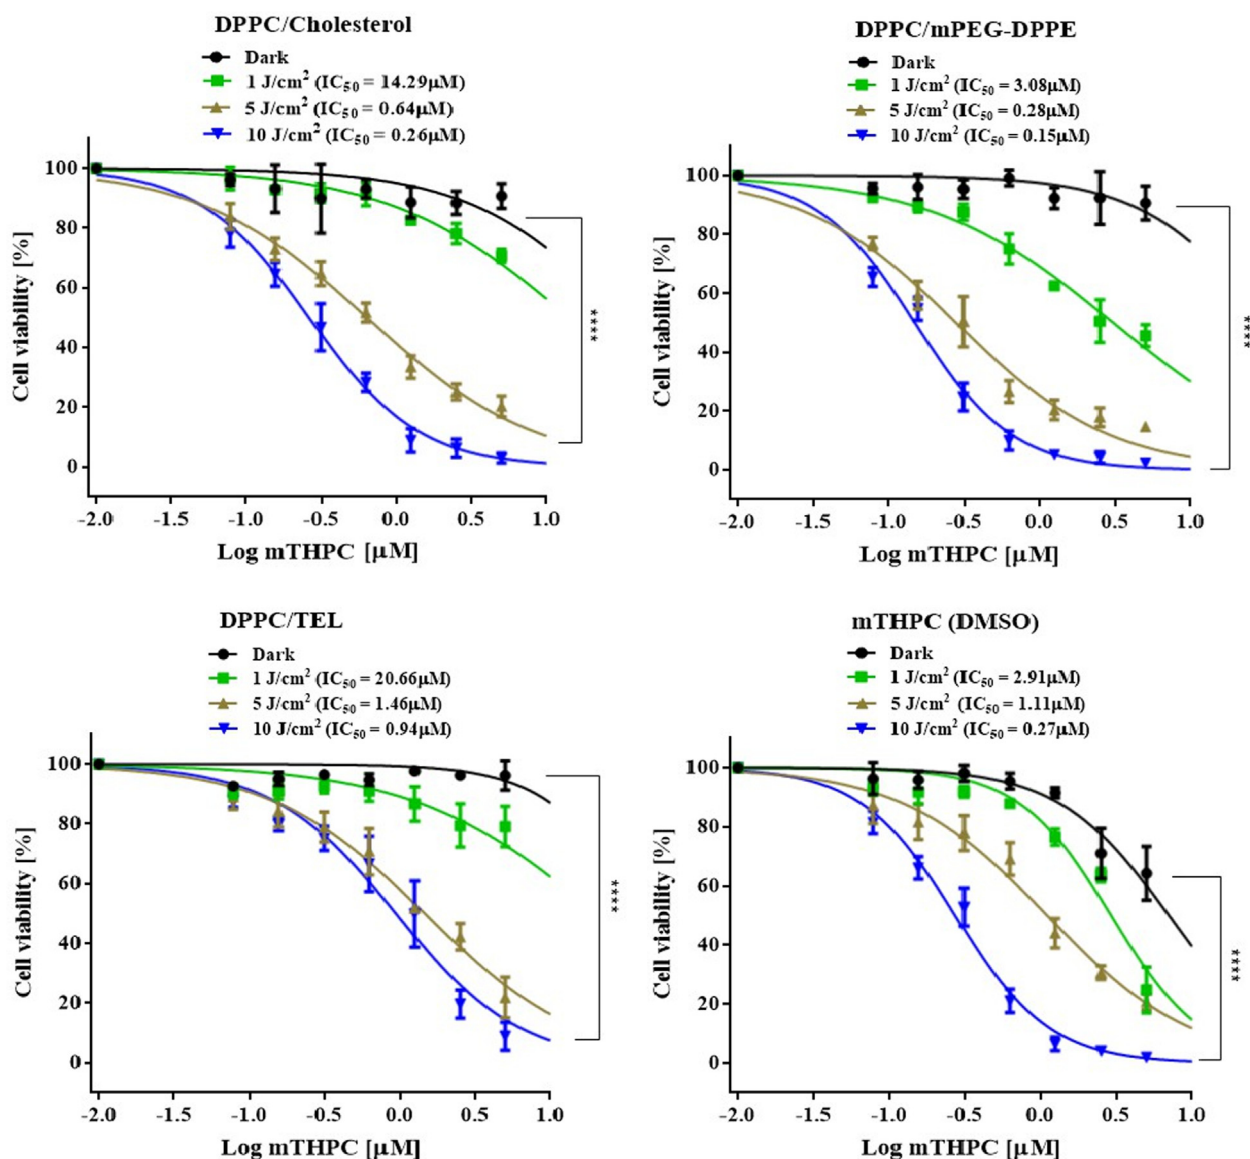 DPPC/Cholesterol
Dark
1 J/cm² (IC₅₀ = 14.29µM)
5 J/cm² (IC₅₀ = 0.64µM)
10 J/cm² (IC₅₀ = 0.26µM)
100
80
60
40
20
0
Cell viability [%]
****
-2.0 -1.5 -1.0 -0.5 0.0 0.5 1.0
Log mTHPC [µM]
DPPC/mPEG-DPPE
Dark
1 J/cm² (IC₅₀ = 3.08µM)
5 J/cm² (IC₅₀ = 0.28µM)
10 J/cm² (IC₅₀ = 0.15µM)
100
80
60
40
20
0
Cell viability [%]
****
-2.0 -1.5 -1.0 -0.5 0.0 0.5 1.0
Log mTHPC [µM]
DPPC/TEL
Dark
1 J/cm² (IC₅₀ = 20.66µM)
5 J/cm² (IC₅₀ = 1.46µM)
10 J/cm² (IC₅₀ = 0.94µM)
100
80
60
40
20
0
Cell viability [%]
****
-2.0 -1.5 -1.0 -0.5 0.0 0.5 1.0
Log mTHPC [µM]
mTHPC (DMSO)
Dark
1 J/cm² (IC₅₀ = 2.91µM)
5 J/cm² (IC₅₀ = 1.11µM)
10 J/cm² (IC₅₀ = 0.27µM)
100
80
60
40
20
0
Cell viability [%]
****
-2.0 -1.5 -1.0 -0.5 0.0 0.5 1.0
Log mTHPC [µM]